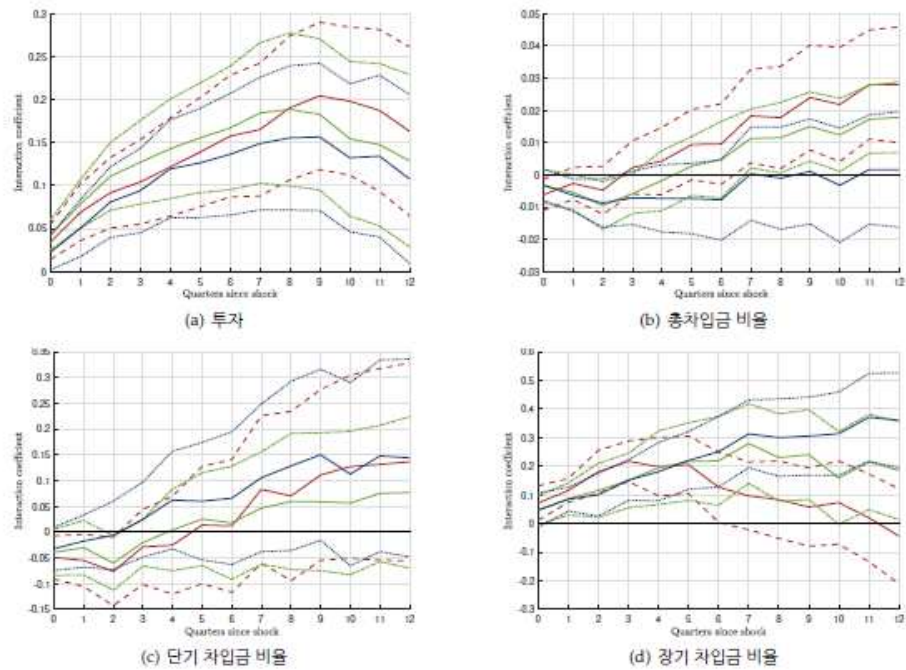 0.3
0.25
0.2
0.15
0.1
0.05
0
Interaction coefficient
0 1 2 3 4 5 6 7 8 9 10 11 12
Quarters since shock
(a) 투자
0.05
0.04
0.03
0.02
0.01
0
-0.01
-0.02
-0.03
Interaction coefficient
0 1 2 3 4 5 6 7 8 9 10 11 12
Quarters since shock
(b) 총차입금 비율
0.35
0.3
0.25
0.2
0.15
0.1
0.05
0
-0.05
-0.1
-0.15
Interaction coefficient
0 1 2 3 4 5 6 7 8 9 10 11 12
Quarters since shock
(c) 단기 차입금 비율
0.6
0.5
0.4
0.3
0.2
0.1
0
-0.1
-0.2
-0.3
Interaction coefficient
0 1 2 3 4 5 6 7 8 9 10 11 12
Quarters since shock
(d) 장기 차입금 비율